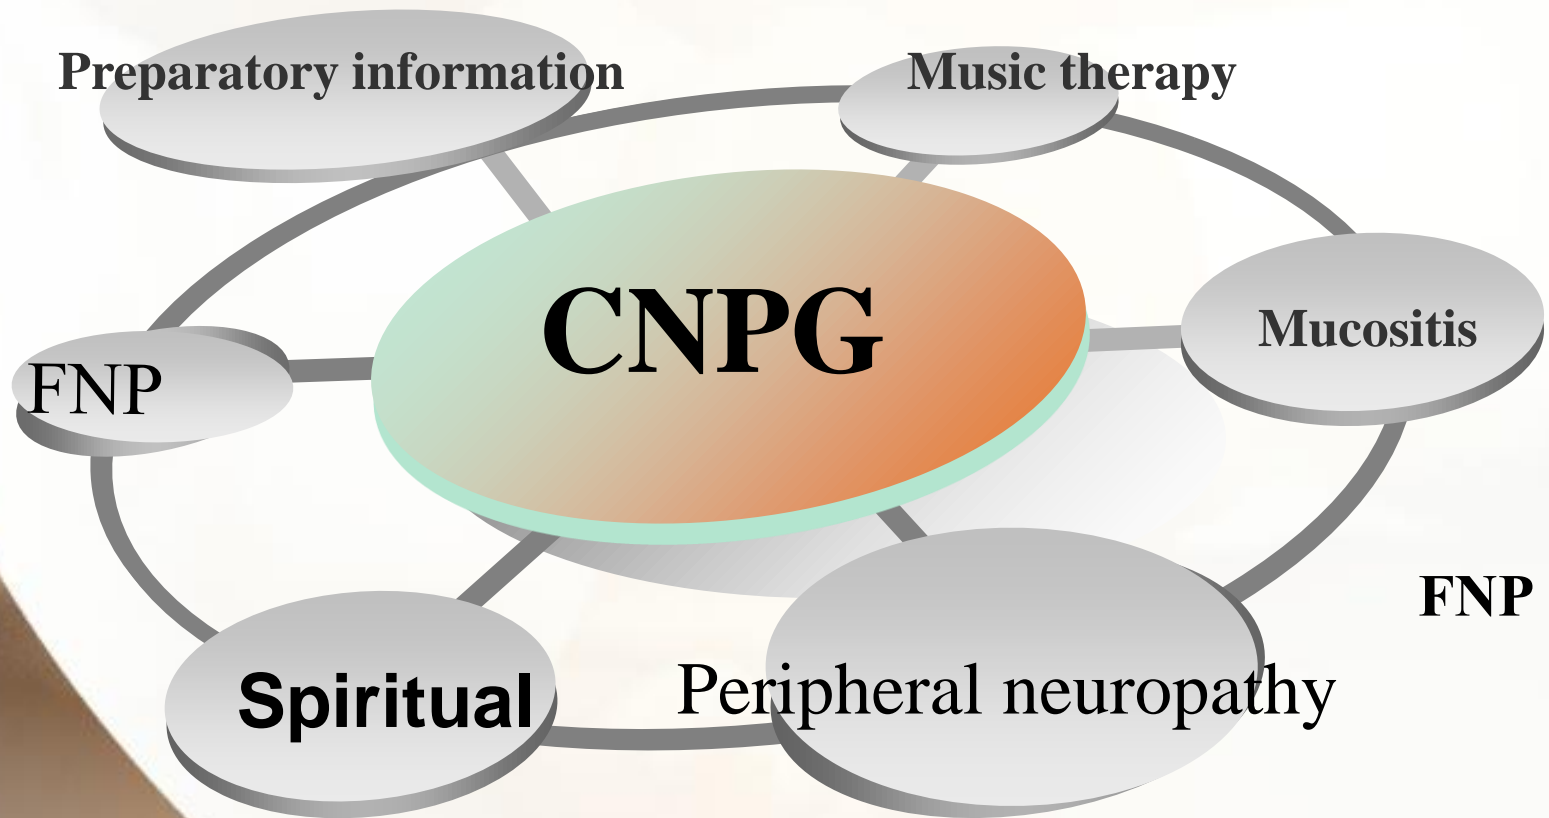 Preparatory information
Music therapy
CNPG
Mucositis
FNP
FNP
Spiritual
Peripheral neuropathy